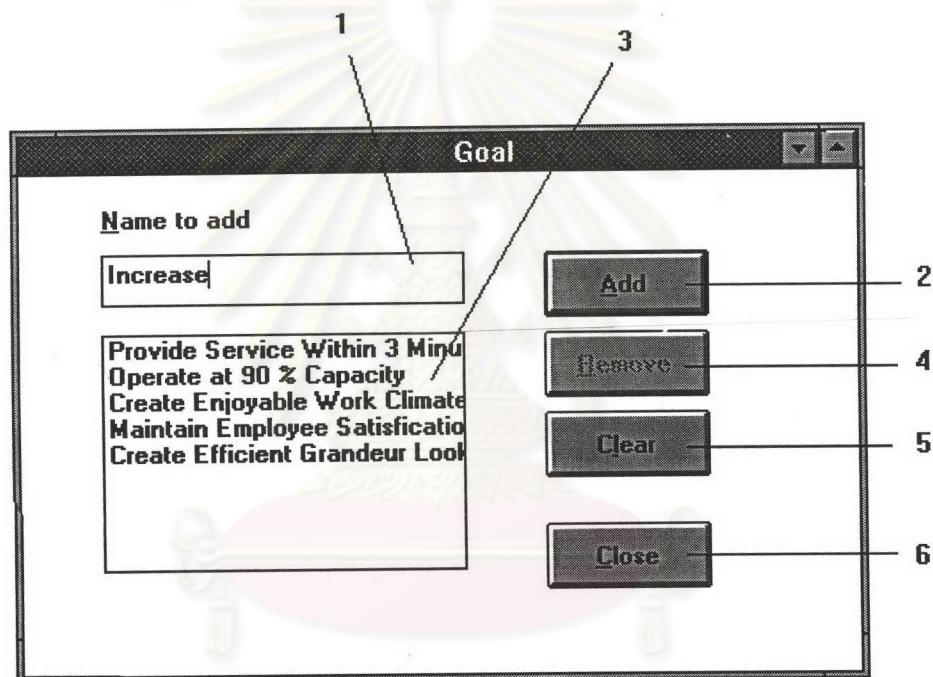 1
3
Goal
Name to add
Increase
Add
2
Provide Service Within 3 Minu
Operate at 90 % Capacity
Create Enjoyable Work Climate
Maintain Employee Satisficatio
Create Efficient Grandeur Look
Remove
4
Clear
5
Close
6